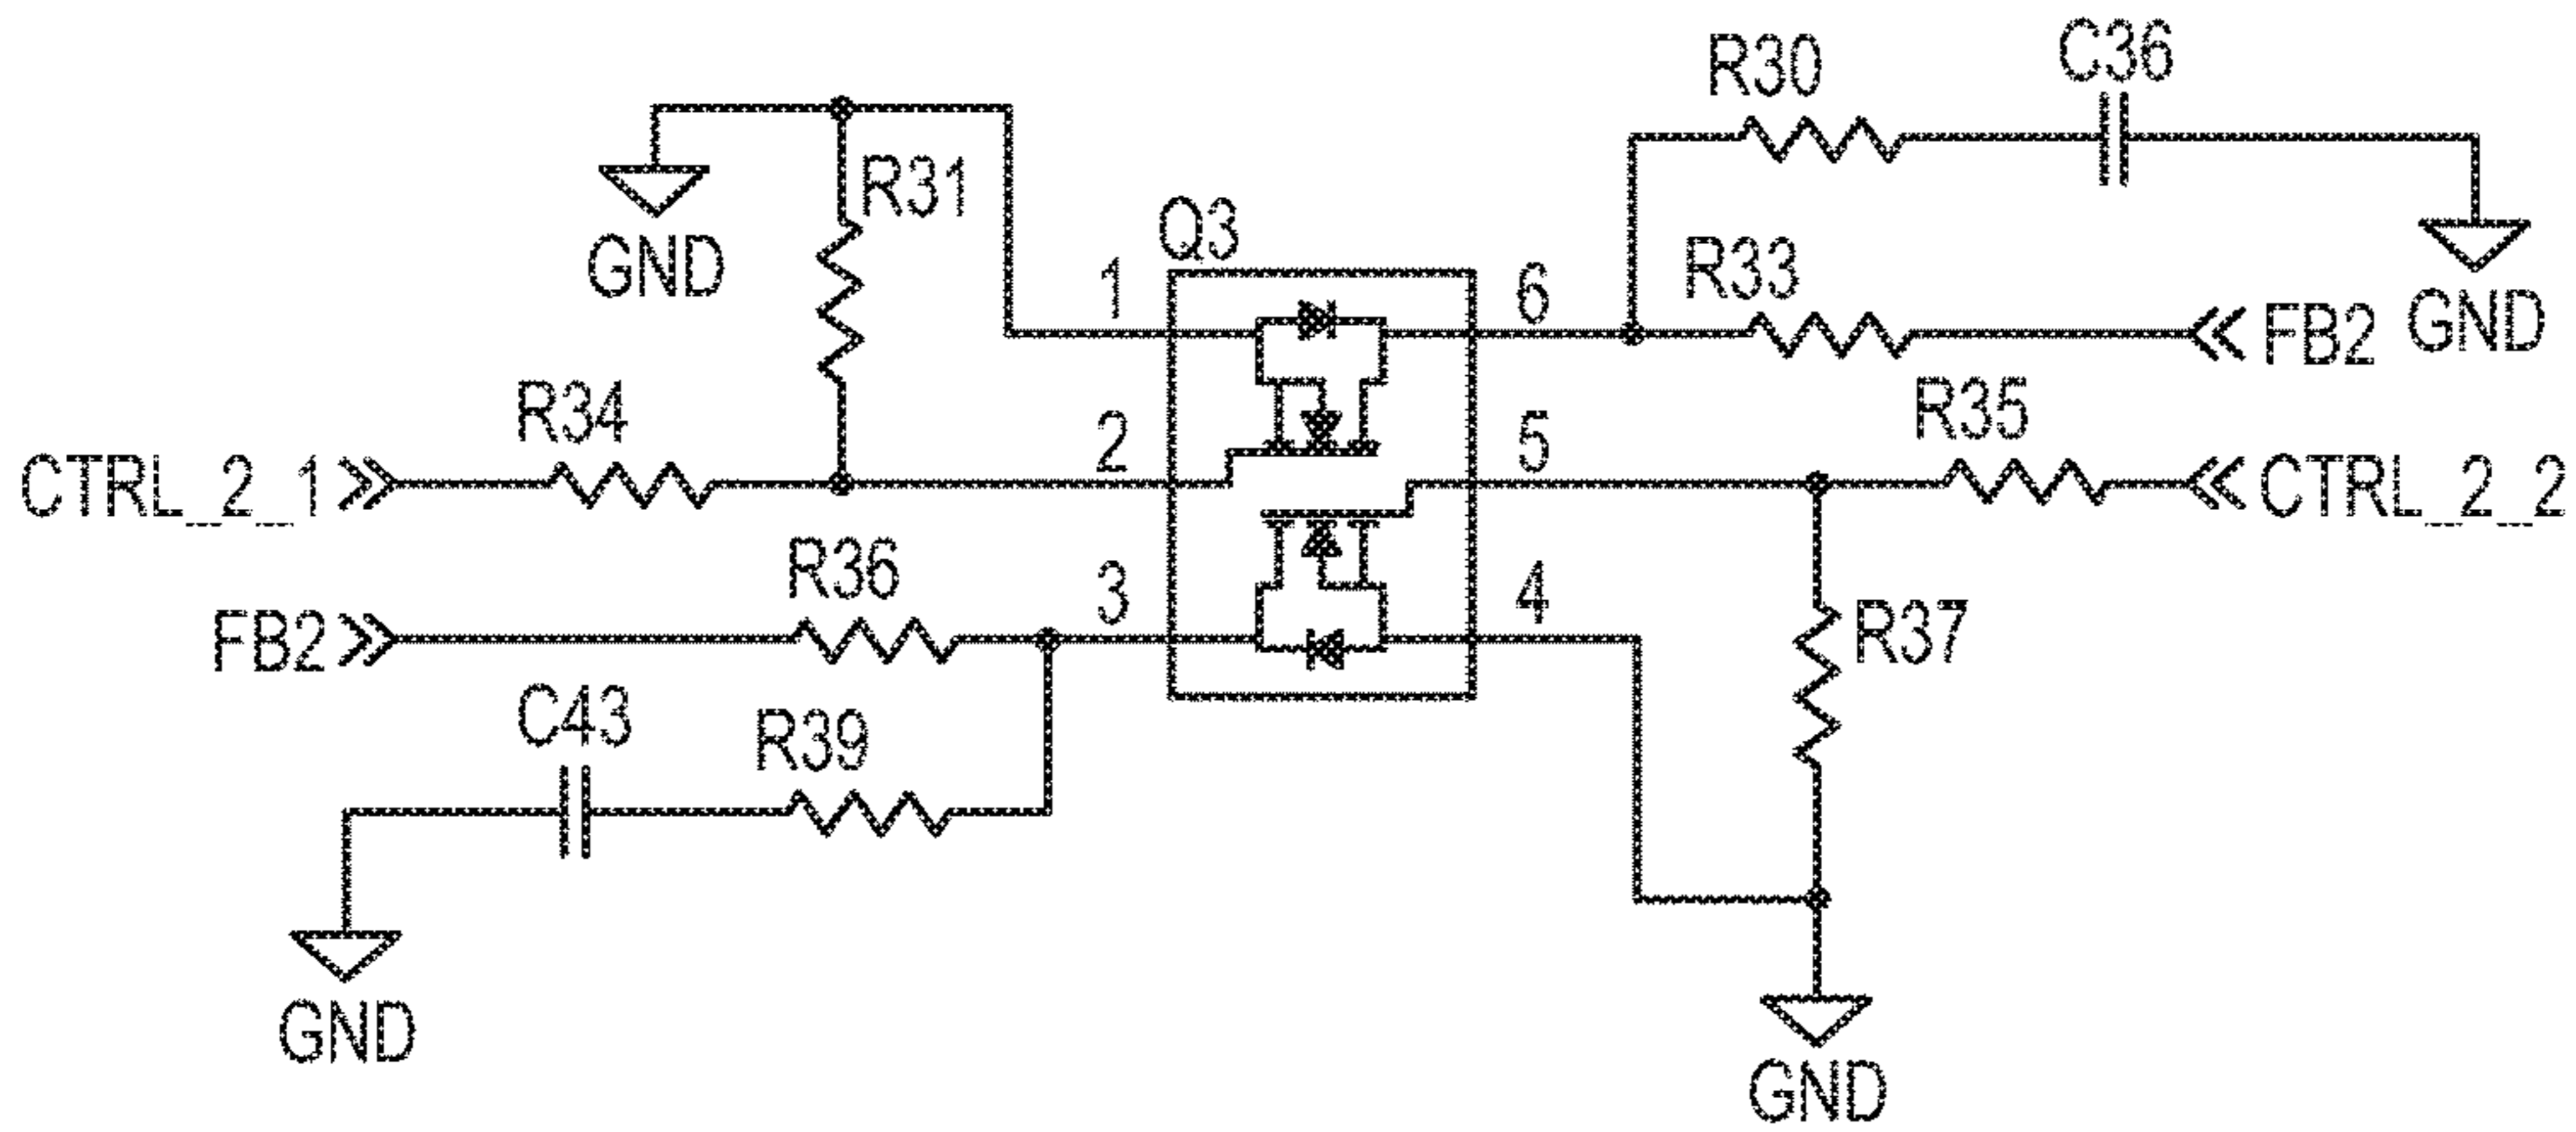 R30
C36
R31
GND
Q3
1
6
R33
FB2
GND
R34
2
5
R35
CTRL_2_1
CTRL_2_2
R36
3
4
FB2
R37
C43
R39
GND
GND